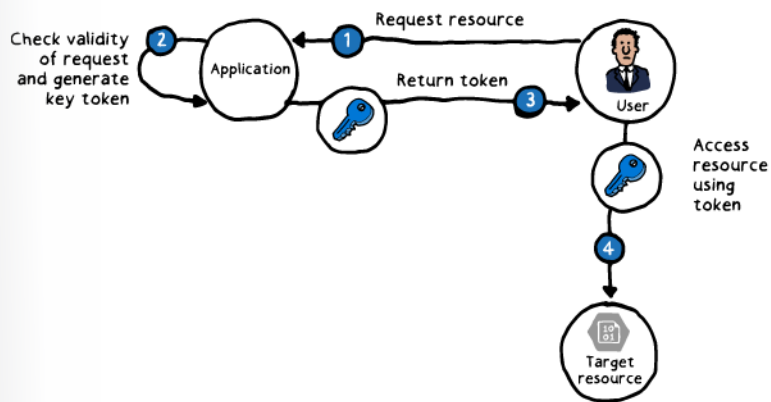 Request resource
1
2
Check validity
of request
and generate
key token
Application
Return token
3
User
Access
resource
using
token
4
10
01
Target
resource